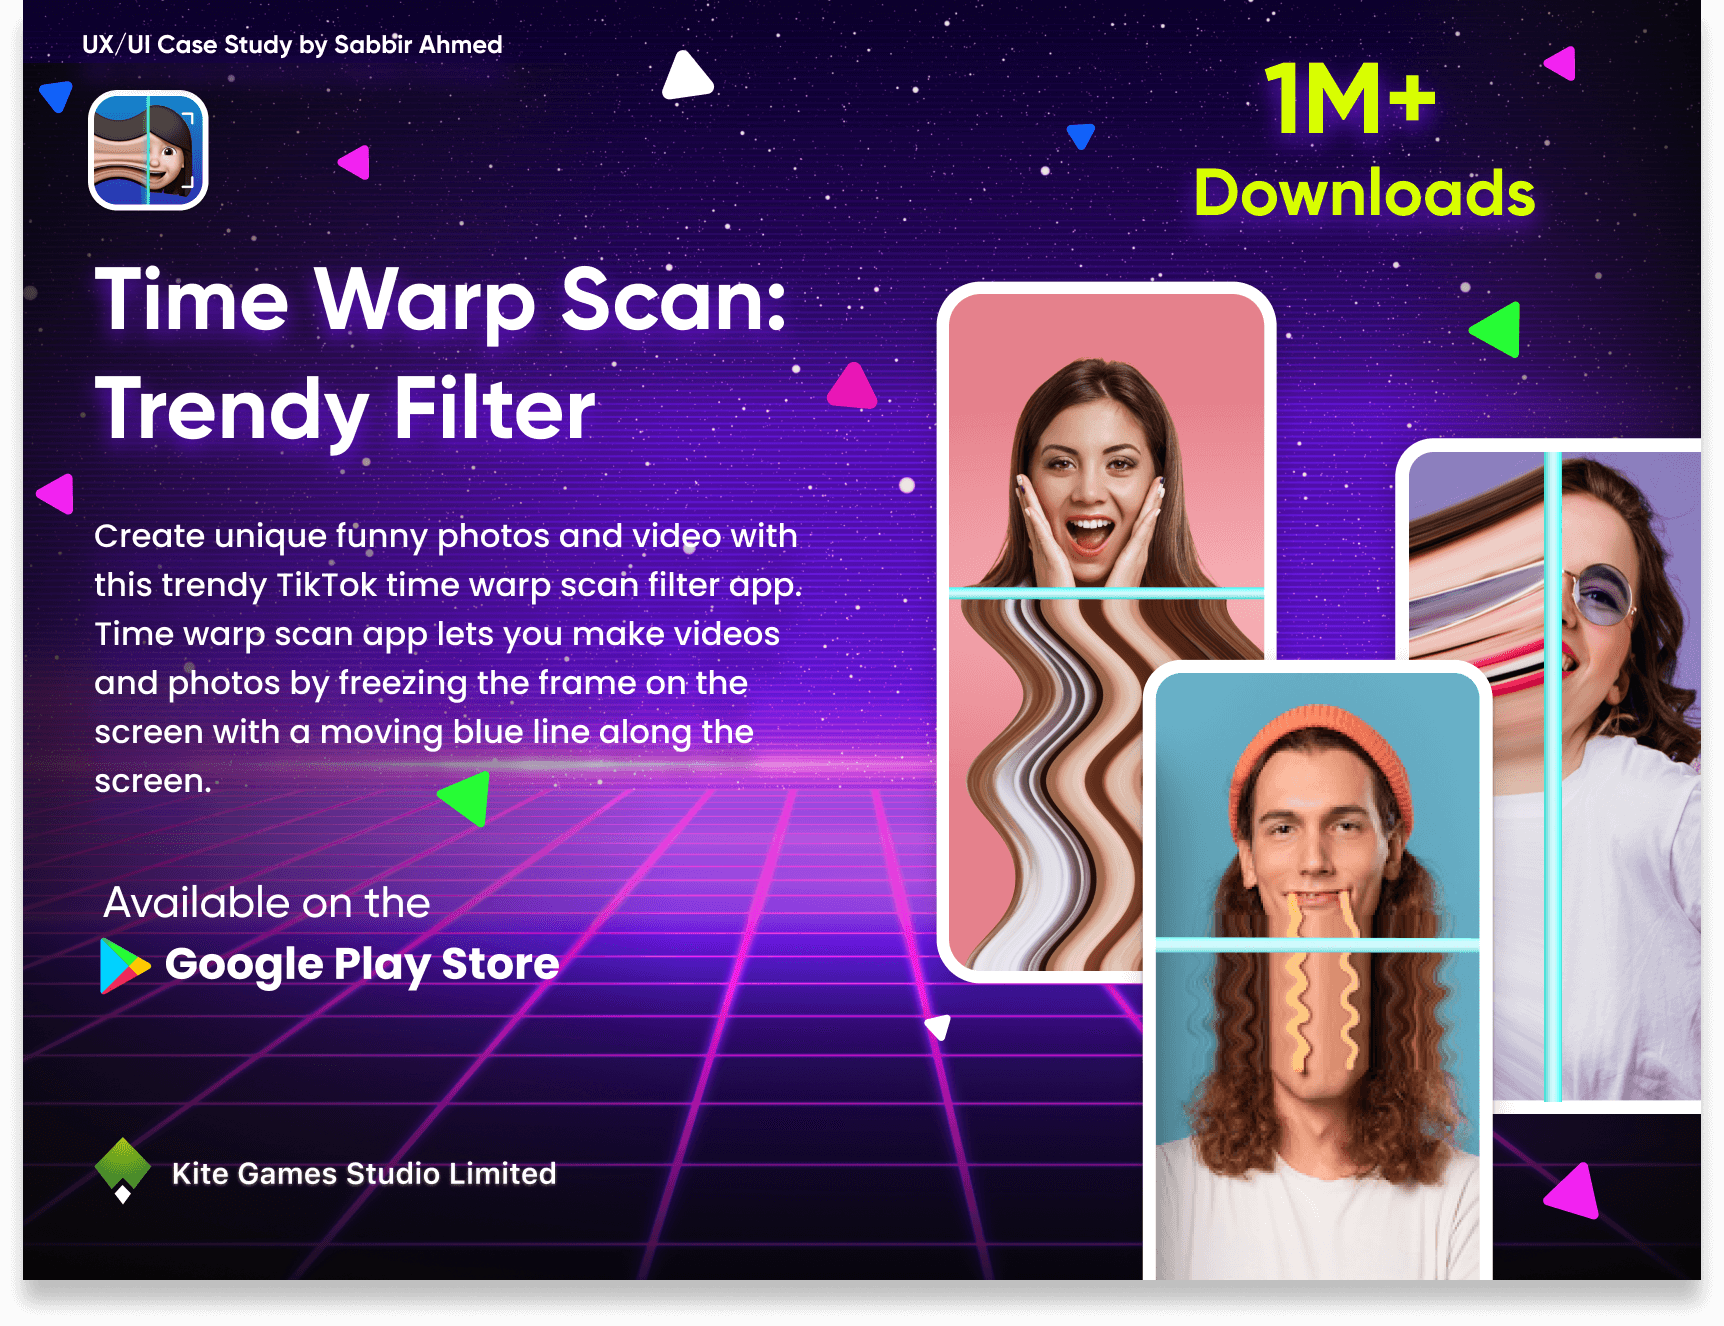 UX/UI Case Study by Sabbir Ahmed
1M+
Downloads
Time Warp Scan:
Trendy Filter
Create unique funny photos and video with
this trendy TikTok time warp scan filter app.
Time warp scan app lets you make videos
and photos by freezing the frame on the
screen with a moving blue line along the
screen.
Available on the
Google Play Store
Kite Games Studio Limited